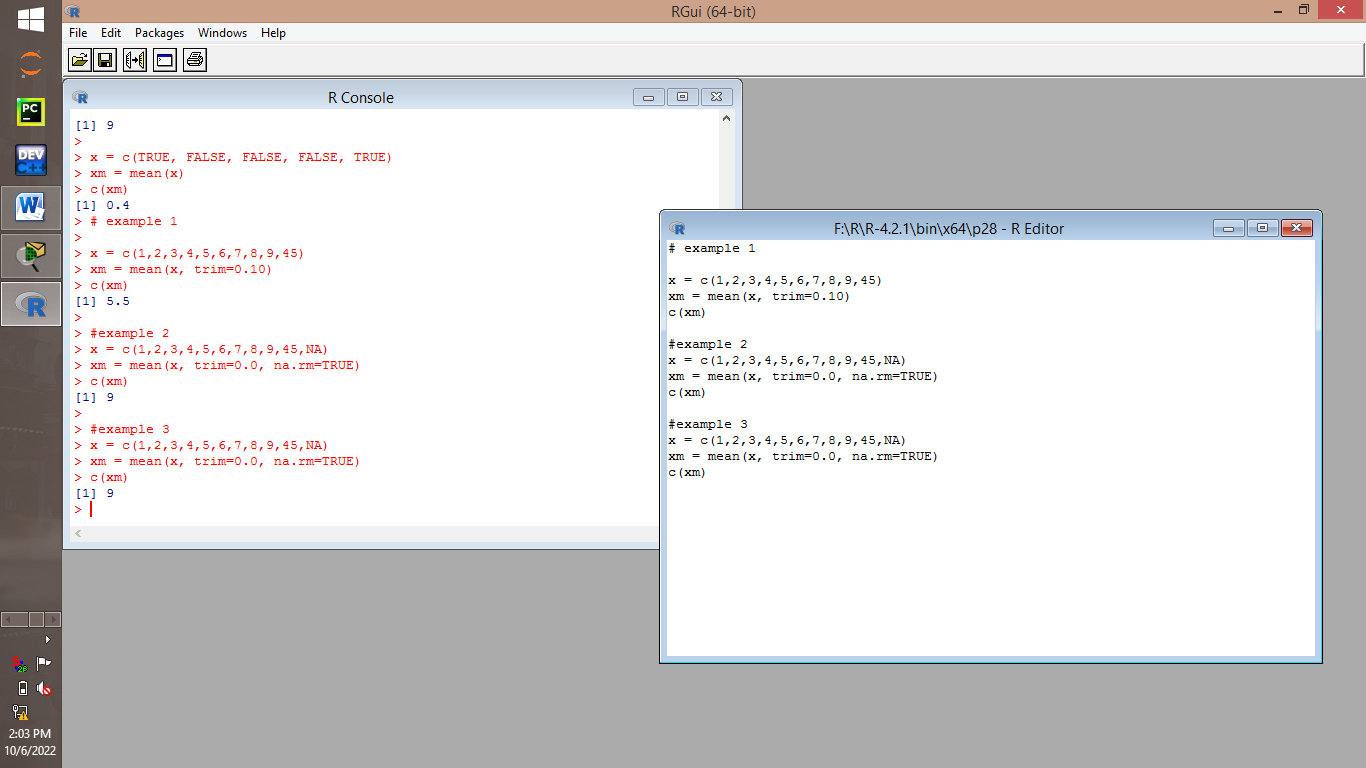 RGui (64-bit)
File Edit Packages Windows Help
R Console
[1] 9
>
> x = c(TRUE, FALSE, FALSE, FALSE, TRUE)
> xm = mean(x)
> c(xm)
[1] 0.4
> # example 1
>
> x = c(1,2,3,4,5,6,7,8,9,45)
> xm = mean(x, trim=0.10)
> c(xm)
[1] 5.5
>
> #example 2
> x = c(1,2,3,4,5,6,7,8,9,45,NA)
> xm = mean(x, trim=0.0, na.rm=TRUE)
> c(xm)
[1] 9
>
> #example 3
> x = c(1,2,3,4,5,6,7,8,9,45,NA)
> xm = mean(x, trim=0.0, na.rm=TRUE)
> c(xm)
[1] 9
>
F:\R\R-4.2.1\bin\x64\p28 - R Editor
# example 1
x = c(1,2,3,4,5,6,7,8,9,45)
xm = mean(x, trim=0.10)
c(xm)
#example 2
x = c(1,2,3,4,5,6,7,8,9,45,NA)
xm = mean(x, trim=0.0, na.rm=TRUE)
c(xm)
#example 3
x = c(1,2,3,4,5,6,7,8,9,45,NA)
xm = mean(x, trim=0.0, na.rm=TRUE)
c(xm)
PC
DEV
C++
W
R
2:03 PM
10/6/2022